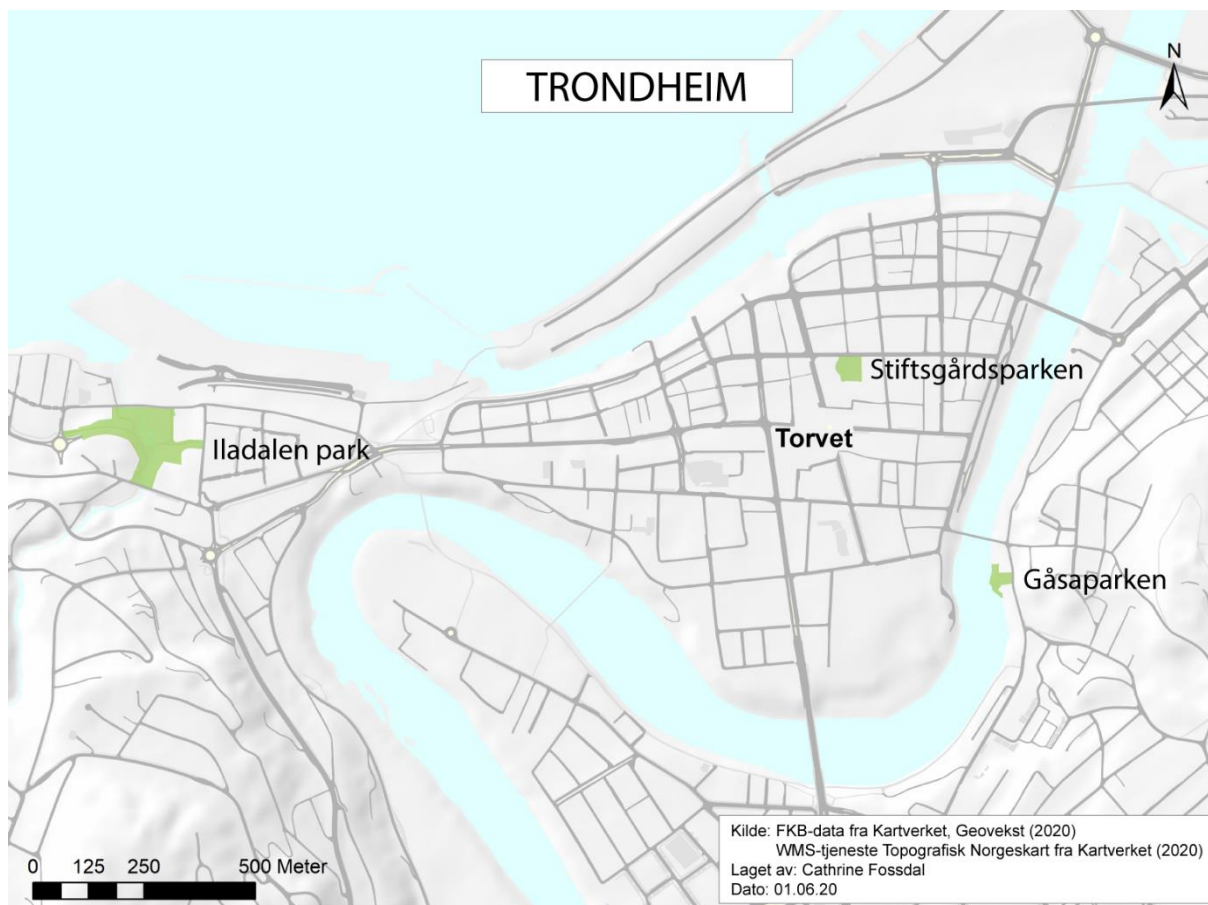 TRONDHEIM
N
Stiftsgårdsparken
Torvet
Iladalen park
Gåsaparken
0 125 250 500 Meter
Kilde: FKB-data fra Kartverket, Geovekst (2020)
WMS-tjeneste Topografisk Norgeskart fra Kartverket (2020)
Laget av: Cathrine Fossdal
Dato: 01.06.20